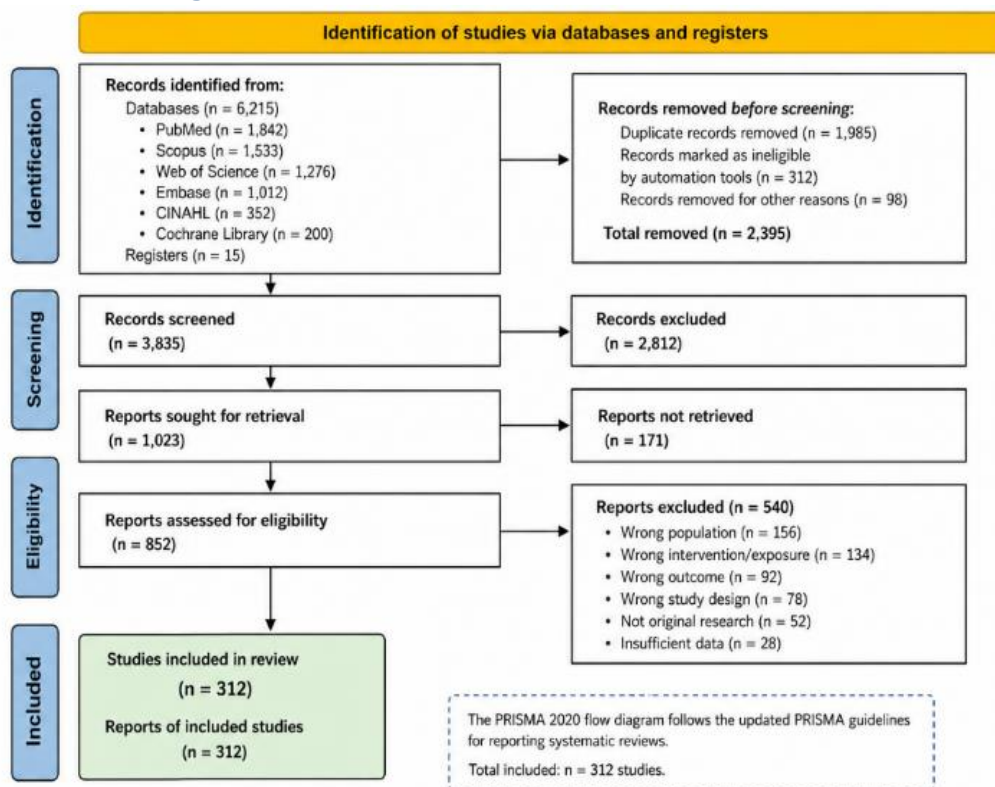 Identification of studies via databases and registers
Identification
Records identified from:
Databases (n = 6,215)
• PubMed (n = 1,842)
• Scopus (n = 1,533)
• Web of Science (n = 1,276)
• Embase (n = 1,012)
• CINAHL (n = 352)
• Cochrane Library (n = 200)
Registers (n = 15)
Records removed before screening:
Duplicate records removed (n = 1,985)
Records marked as ineligible
by automation tools (n = 312)
Records removed for other reasons (n = 98)
Total removed (n = 2,395)
Screening
Records screened
(n = 3,835)
Records excluded
(n = 2,812)
Reports sought for retrieval
(n = 1,023)
Reports not retrieved
(n = 171)
Eligibility
Reports assessed for eligibility
(n = 852)
Reports excluded (n = 540)
• Wrong population (n = 156)
• Wrong intervention/exposure (n = 134)
• Wrong outcome (n = 92)
• Wrong study design (n = 78)
• Not original research (n = 52)
• Insufficient data (n = 28)
Included
Studies included in review
(n = 312)
Reports of included studies
(n = 312)
The PRISMA 2020 flow diagram follows the updated PRISMA guidelines
for reporting systematic reviews.
Total included: n = 312 studies.